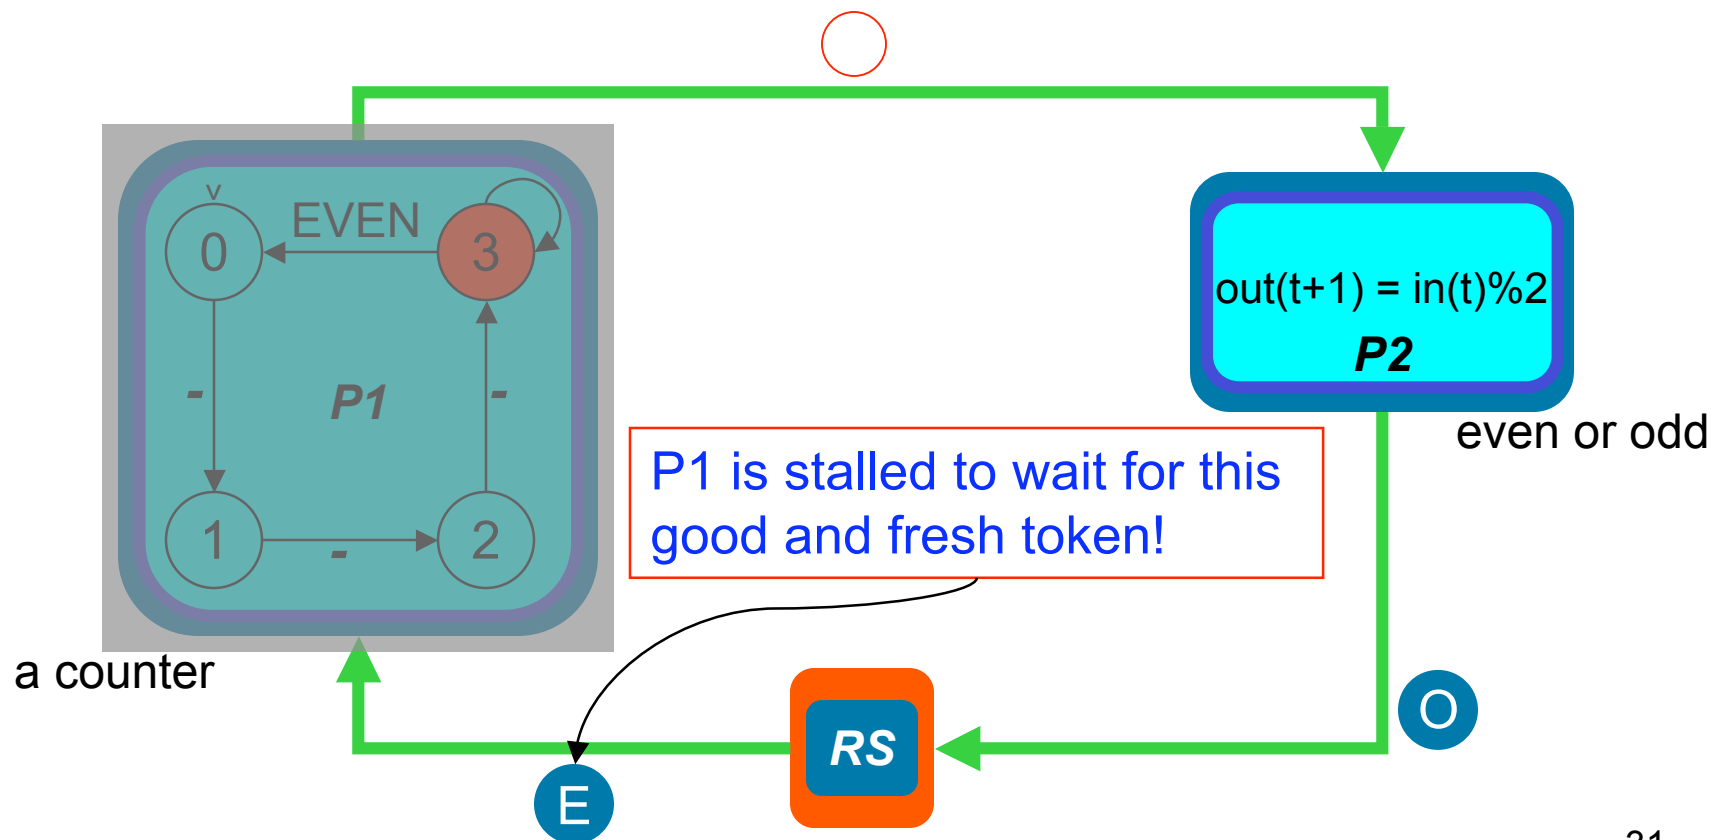 v
0
EVEN
3
out(t+1) = in(t)%2
P2
-
P1
-
even or odd
P1 is stalled to wait for this
good and fresh token!
1
-
2
a counter
RS
O
E